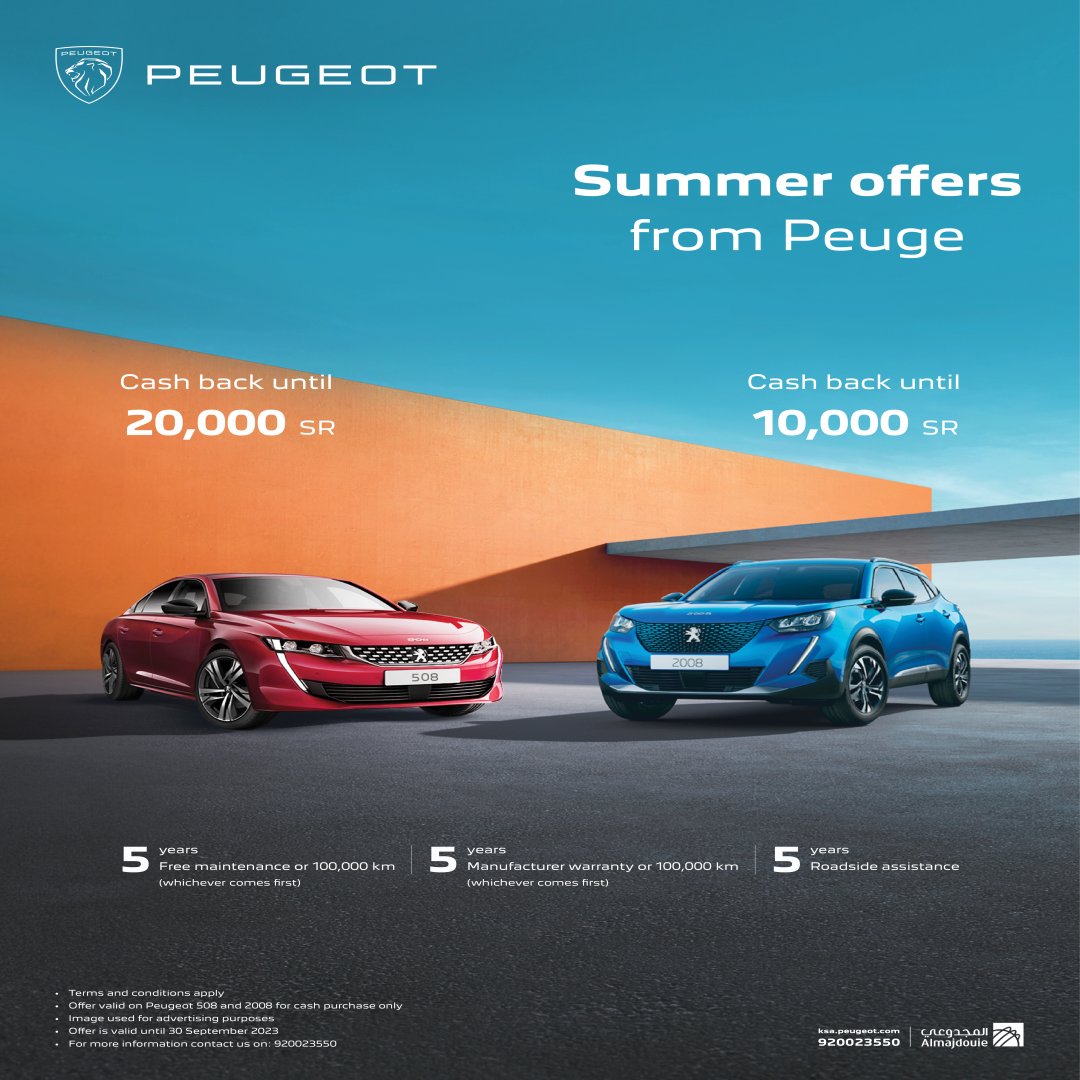 PEUGEOT
PEUGEOT
Summer offers
from Peuge
Cash back until
20,000 SR
Cash back until
10,000 SR
508
508
2008
2008
5 years
Free maintenance or 100,000 km
(whichever comes first)
5 years
Manufacturer warranty or 100,000 km
(whichever comes first)
5 years
Roadside assistance
• Terms and conditions apply
• Offer valid on Peugeot 508 and 2008 for cash purchase only
• Image used for advertising purposes
• Offer is valid until 30 September 2023
• For more information contact us on: 920023550
ksa.peugeot.com
920023550
المجدوعي
Almajdouie